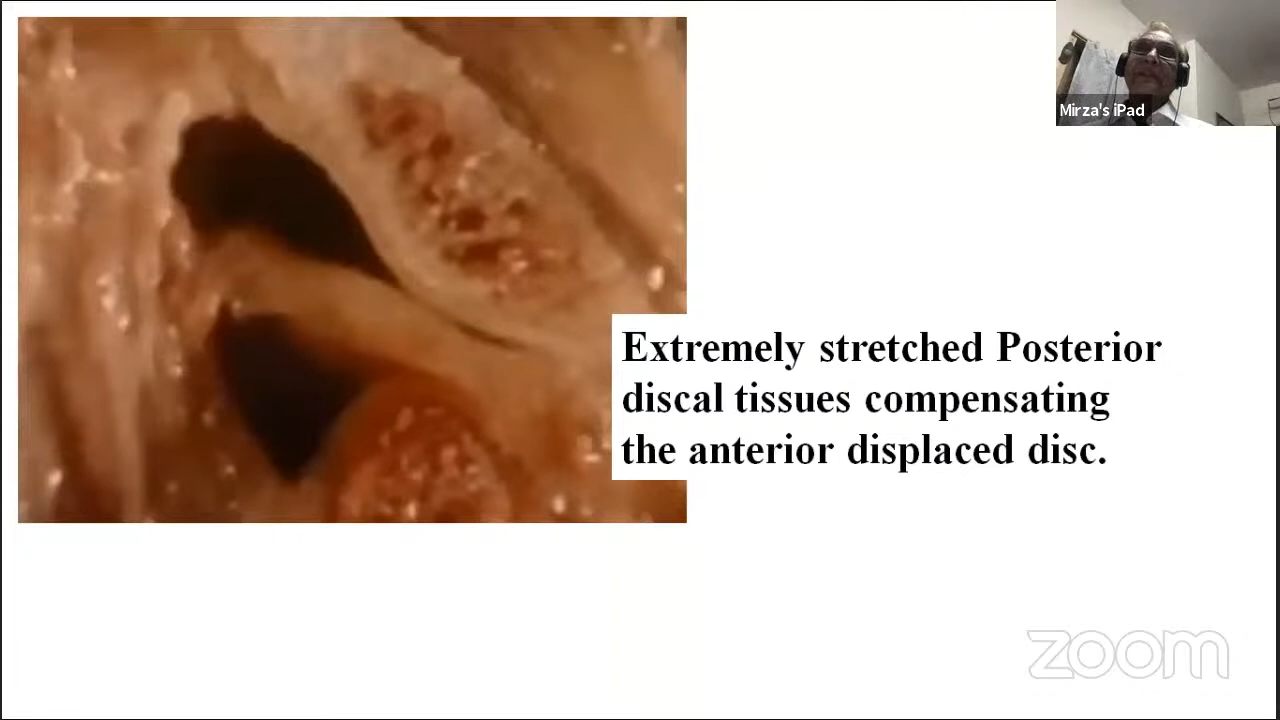 Mirza's iPad
Extremely stretched Posterior
discal tissues compensating
the anterior displaced disc.
zoom